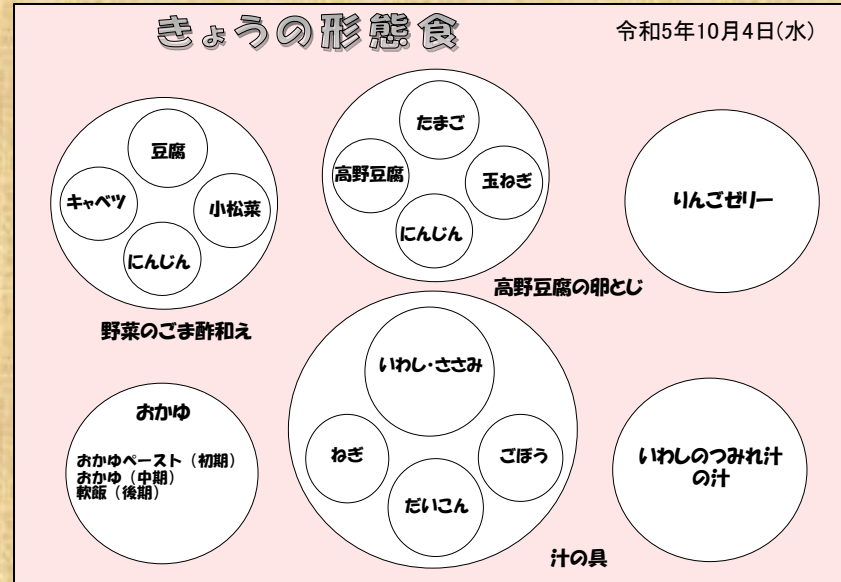 きょうの形態食
令和5年10月4日(水)
豆腐
キャベツ
小松菜
にんじん
野菜のごま酢和え
たまご
高野豆腐
玉ねぎ
にんじん
高野豆腐の卵とじ
りんごゼリー
おかゆ
おかゆペースト（初期）
おかゆ（中期）
軟飯（後期）
いわし・ささみ
ねぎ
ごぼう
だいこん
汁の具
いわしのつみれ汁
の汁